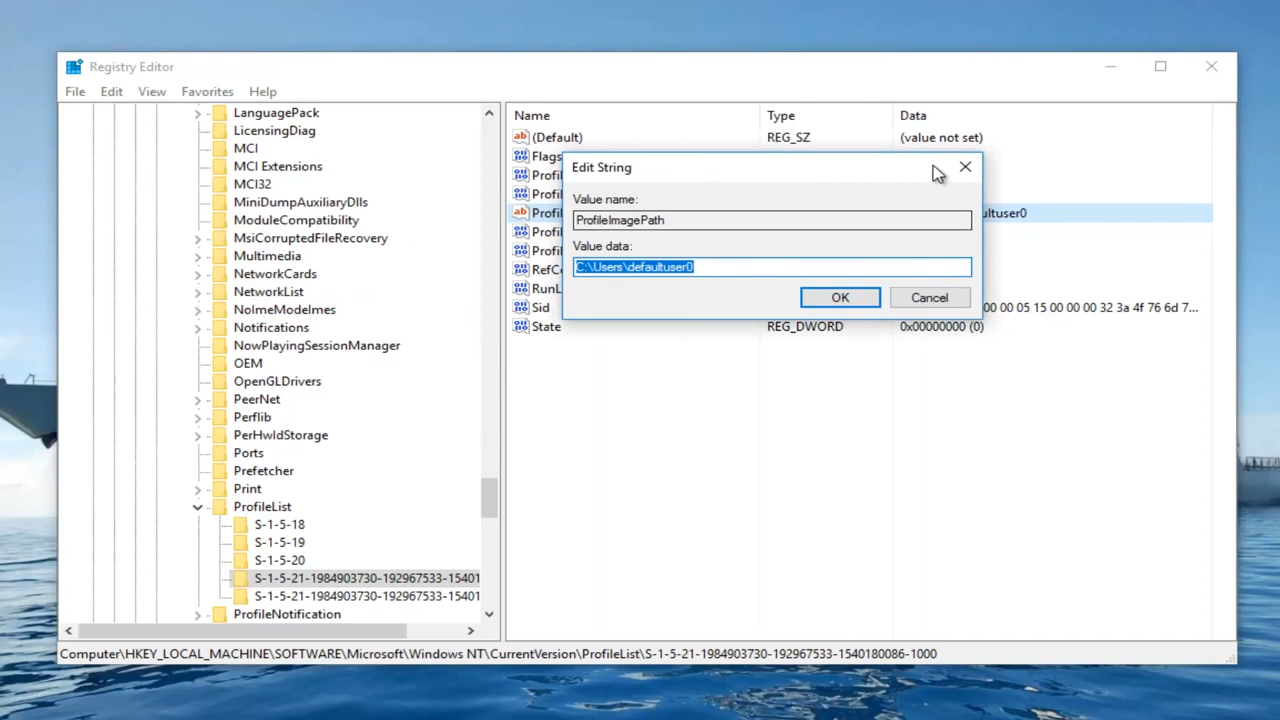 Registry Editor
File Edit View Favorites Help
LanguagePack
LicensingDiag
MCI
MCI Extensions
MCI32
MiniDumpAuxiliaryDlls
ModuleCompatibility
MsiCorruptedFileRecovery
Multimedia
NetworkCards
NetworkList
NoImeModeImes
Notifications
NowPlayingSessionManager
OEM
OpenGLDrivers
PeerNet
Perflib
PerHwIdStorage
Ports
Prefetcher
Print
ProfileList
S-1-5-18
S-1-5-19
S-1-5-20
S-1-5-21-1984903730-192967533-15401
S-1-5-21-1984903730-192967533-15401
ProfileNotification
Name Type Data
(Default) REG_SZ (value not set)
Flags
Profil
Profil
Profil ultuser0
Profil
Profil
RefCo
RunL
Sid 00 00 05 15 00 00 00 32 3a 4f 76 6d 7...
State REG_DWORD 0x00000000 (0)
Edit String
Value name:
ProfileImagePath
Value data:
C:\Users\defaultuser0
OK Cancel
Computer\HKEY_LOCAL_MACHINE\SOFTWARE\Microsoft\Windows NT\CurrentVersion\ProfileList\S-1-5-21-1984903730-192967533-1540180086-1000